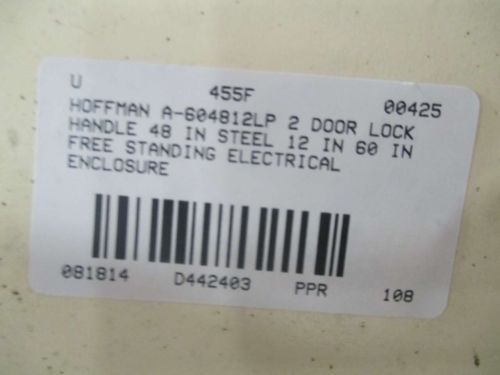 U 455F 00425
HOFFMAN A-604812LP 2 DOOR LOCK
HANDLE 48 IN STEEL 12 IN 60 IN
FREE STANDING ELECTRICAL
ENCLOSURE
081814 D442403 PPR 108